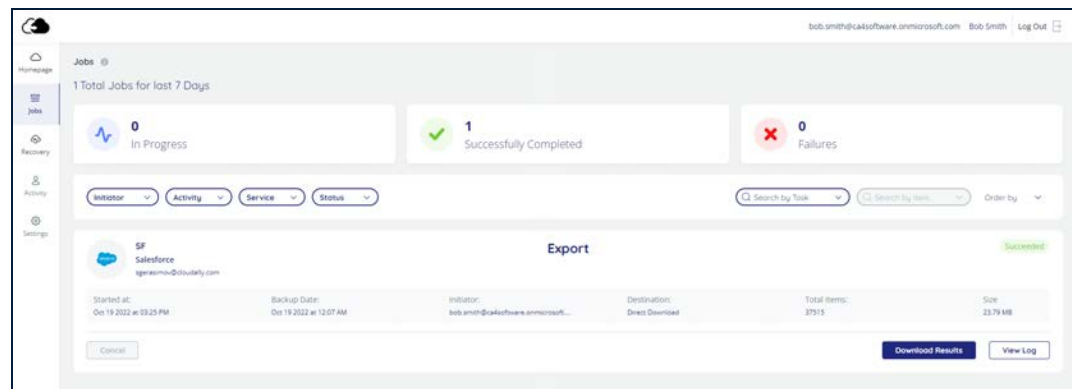 bob.smith@ca4software.onmicrosoft.com Bob Smith Log Out
Homepage
Jobs
Recovery
Activity
Settings
Jobs
1 Total Jobs for last 7 Days
0
In Progress
1
Successfully Completed
0
Failures
Initiator Activity Service Status Search by Task Search by Item Order by
SF
Salesforce
sgerasimov@cloudally.com
Export
Succeeded
Started at: Backup Date: Initiator: Destination: Total Items: Size
Oct 19 2022 at 03:25 PM Oct 19 2022 at 12:07 AM bob.smith@ca4software.onmicrosoft.... Direct Download 37515 23.79 MB
Cancel Download Results View Log